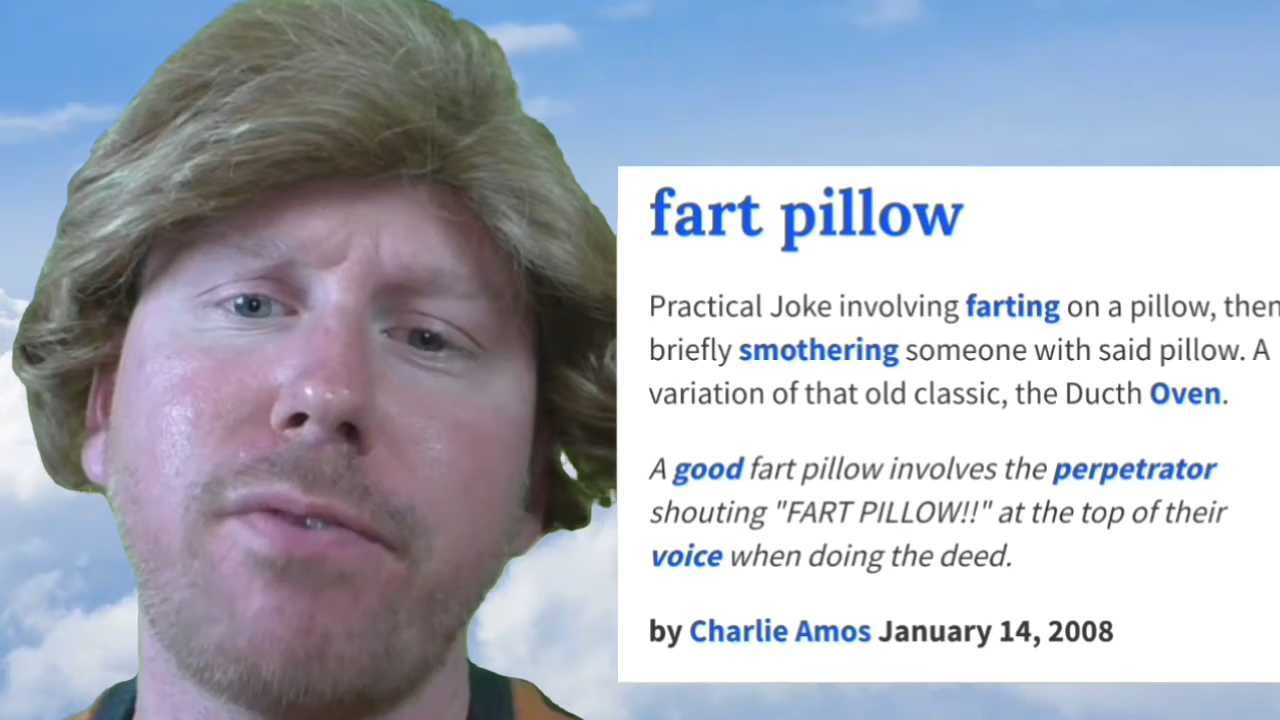 fart pillow
Practical Joke involving farting on a pillow, then
briefly smothering someone with said pillow. A
variation of that old classic, the Ducth Oven.
A good fart pillow involves the perpetrator
shouting "FART PILLOW!!" at the top of their
voice when doing the deed.
by Charlie Amos January 14, 2008